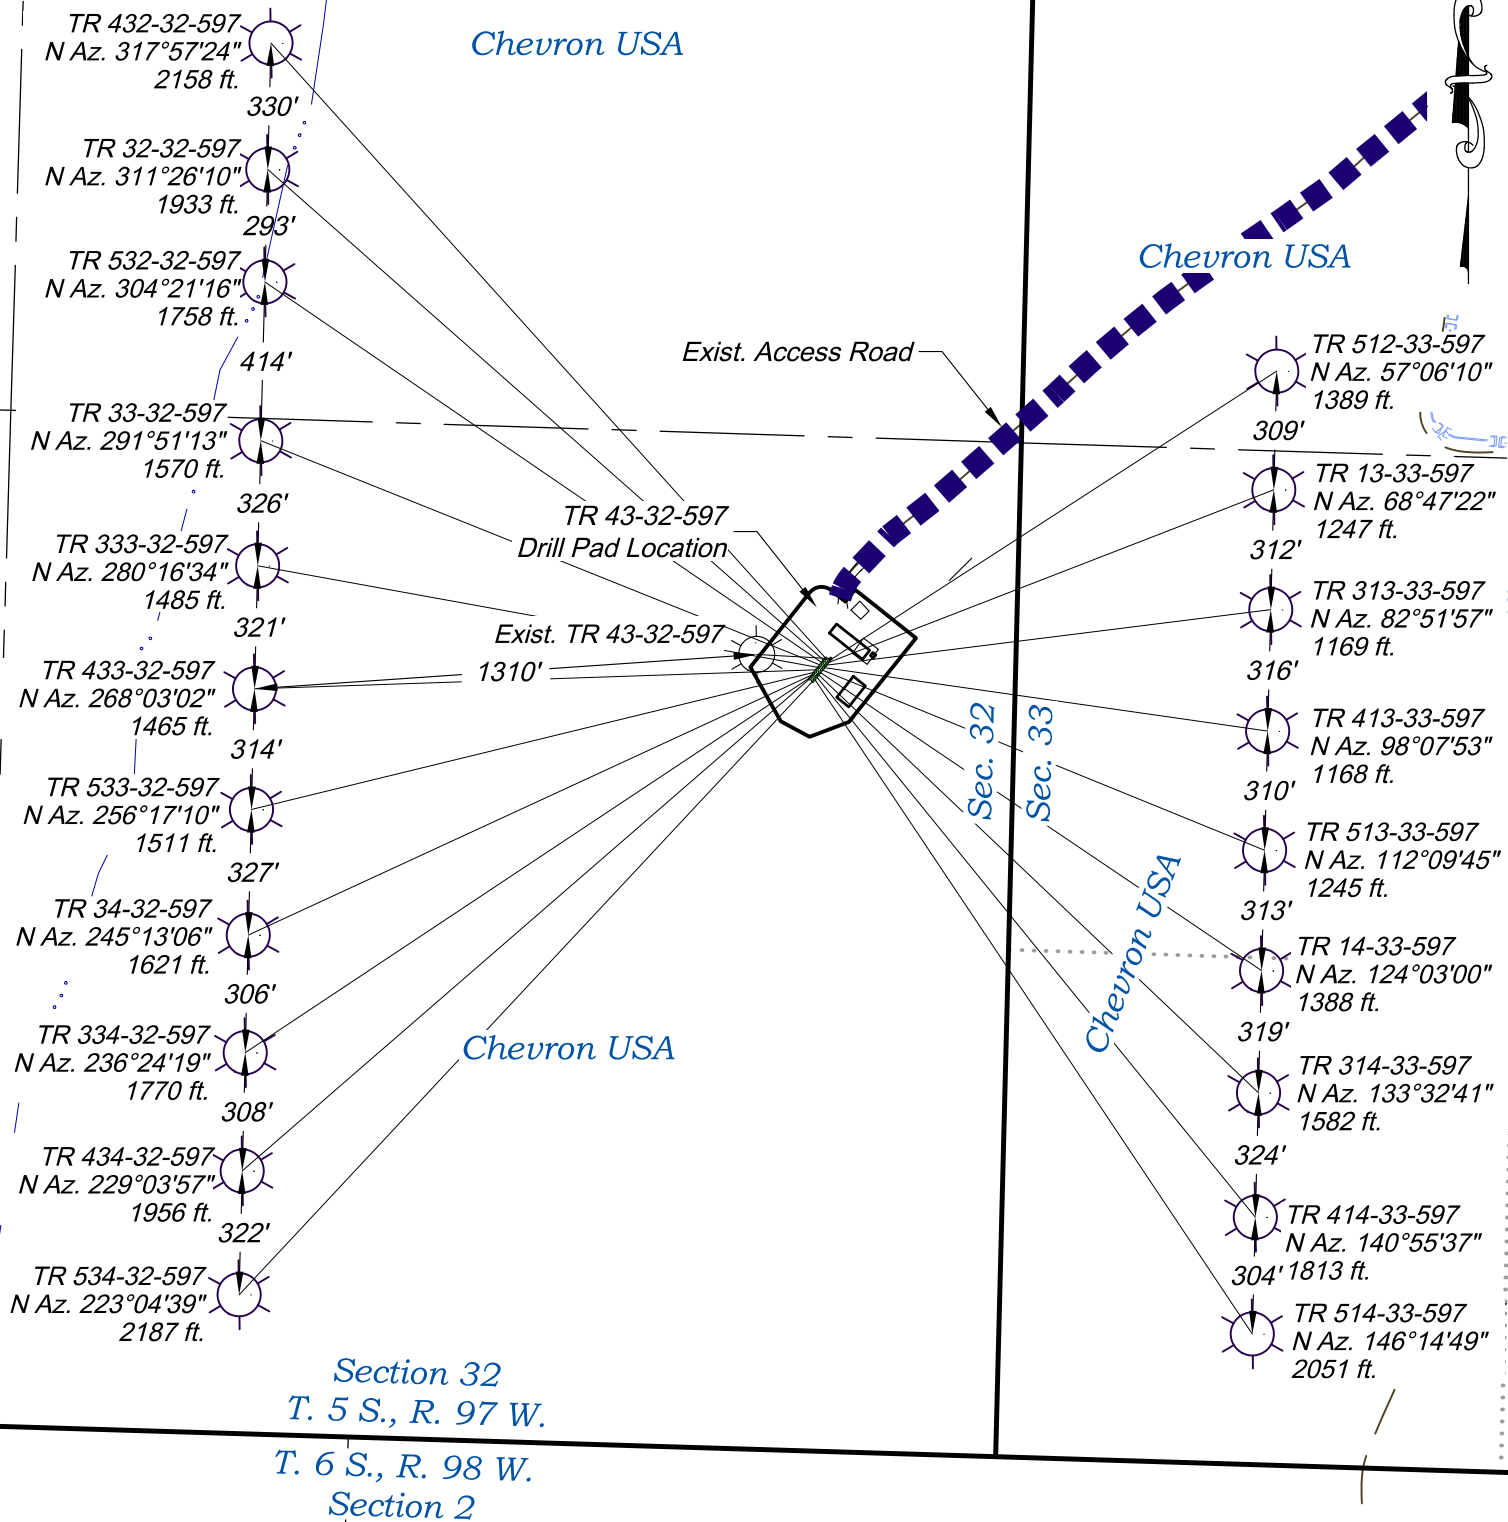 TR 432-32-597
N Az. 317°57'24"
2158 ft.
330'
TR 32-32-597
N Az. 311°26'10"
1933 ft.
293'
TR 532-32-597
N Az. 304°21'16"
1758 ft.
414'
TR 33-32-597
N Az. 291°51'13"
1570 ft.
326'
TR 333-32-597
N Az. 280°16'34"
1485 ft.
321'
TR 433-32-597
N Az. 268°03'02"
1465 ft.
314'
TR 533-32-597
N Az. 256°17'10"
1511 ft.
327'
TR 34-32-597
N Az. 245°13'06"
1621 ft.
306'
TR 334-32-597
N Az. 236°24'19"
1770 ft.
308'
TR 434-32-597
N Az. 229°03'57"
1956 ft.
322'
TR 534-32-597
N Az. 223°04'39"
2187 ft.
Chevron USA
Chevron USA
Exist. Access Road
TR 43-32-597
Drill Pad Location
Exist. TR 43-32-597
1310'
Sec. 32
Sec. 33
Chevron USA
Chevron USA
TR 512-33-597
N Az. 57°06'10"
1389 ft.
309'
TR 13-33-597
N Az. 68°47'22"
1247 ft.
312'
TR 313-33-597
N Az. 82°51'57"
1169 ft.
316'
TR 413-33-597
N Az. 98°07'53"
1168 ft.
310'
TR 513-33-597
N Az. 112°09'45"
1245 ft.
313'
TR 14-33-597
N Az. 124°03'00"
1388 ft.
319'
TR 314-33-597
N Az. 133°32'41"
1582 ft.
324'
TR 414-33-597
N Az. 140°55'37"
1813 ft.
304'
TR 514-33-597
N Az. 146°14'49"
2051 ft.
Section 32
T. 5 S., R. 97 W.
T. 6 S., R. 98 W.
Section 2